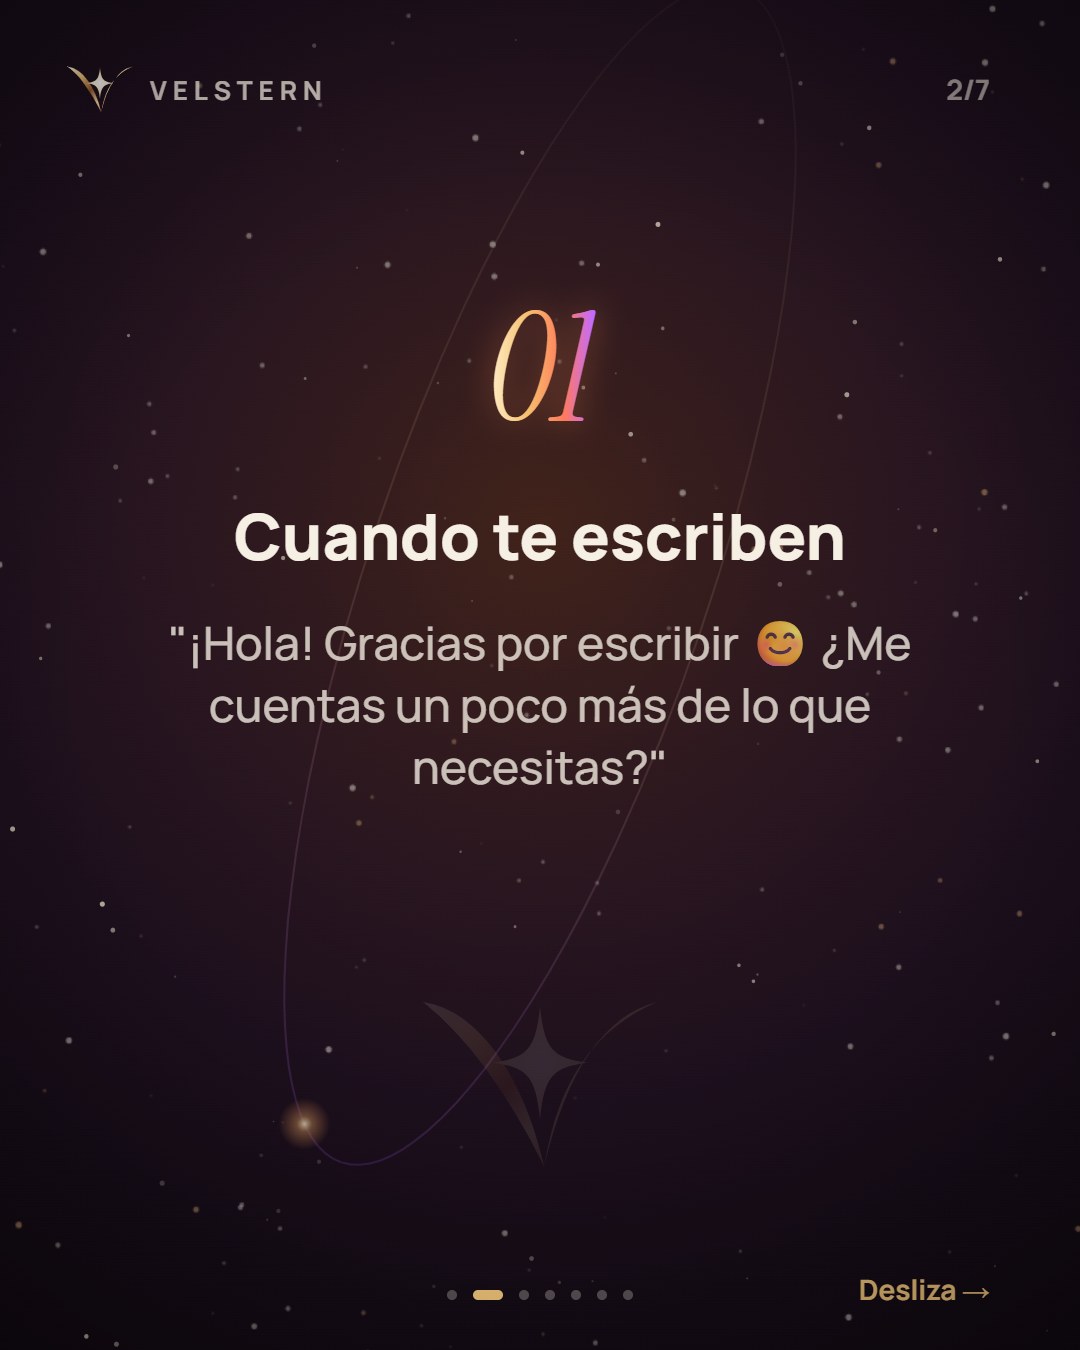 VELSTERN
2/7
01
Cuando te escriben
"¡Hola! Gracias por escribir 😊 ¿Me
cuentas un poco más de lo que
necesitas?"
Desliza→